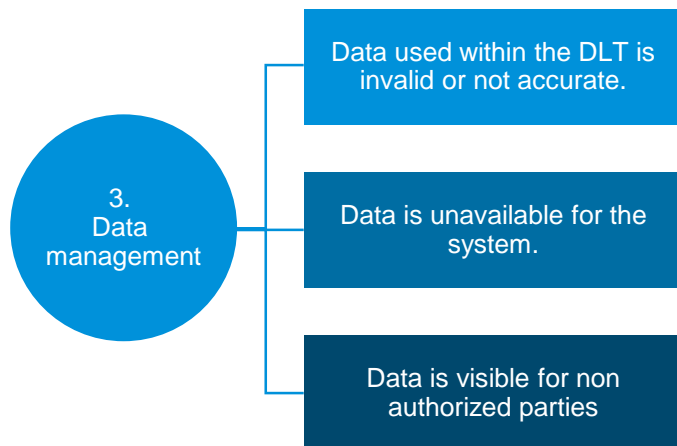 3.
Data
management
Data used within the DLT is
invalid or not accurate.
Data is unavailable for the
system.
Data is visible for non
authorized parties